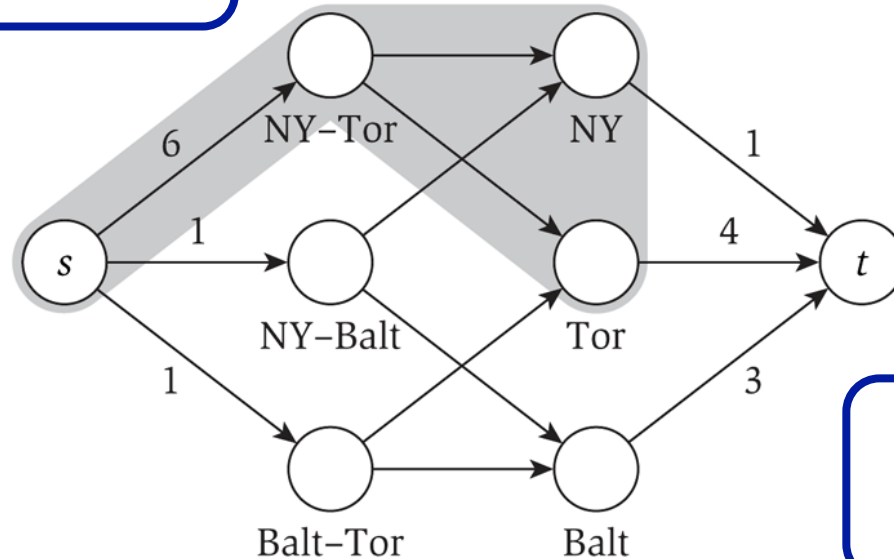 6
NY–Tor
NY
1
s
1
4
t
NY–Balt
Tor
1
3
Balt–Tor
Balt